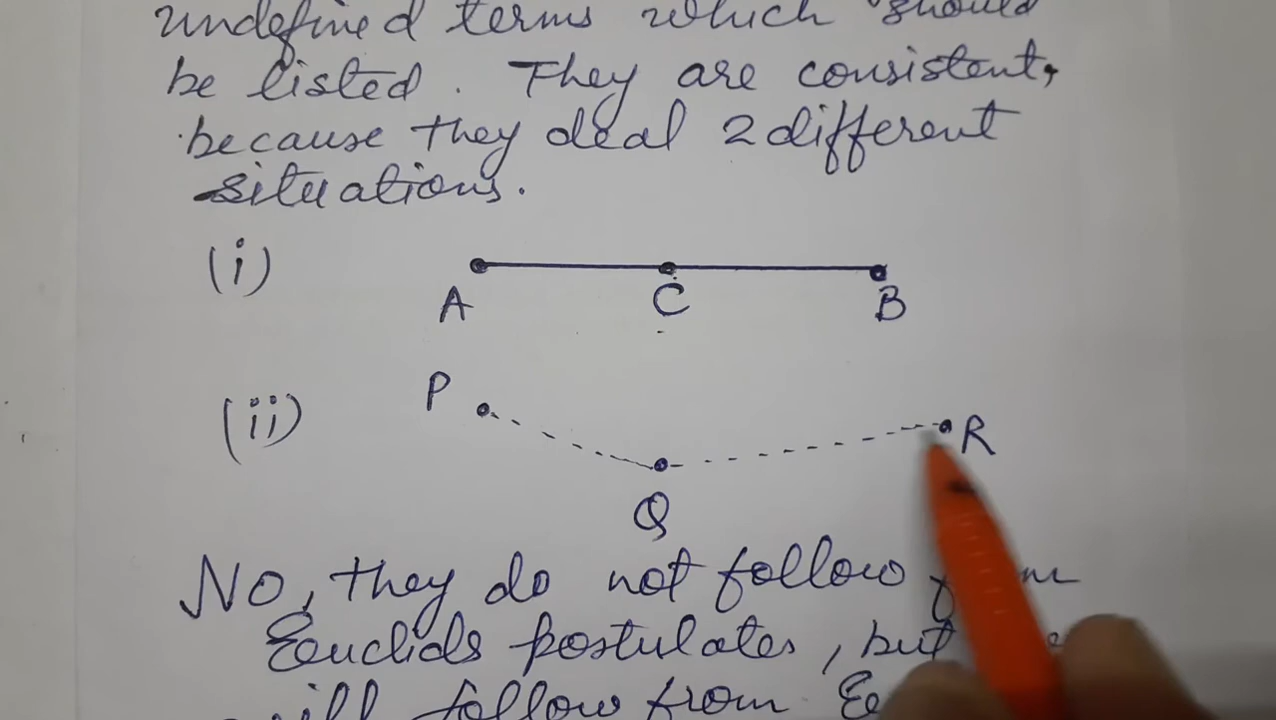 undefined terms which should
be listed. They are consistent,
because they deal 2 different
situations.
(i) A C B
(ii) P Q R
No, they do not follow
Eeuclids postulates, but
will follow from